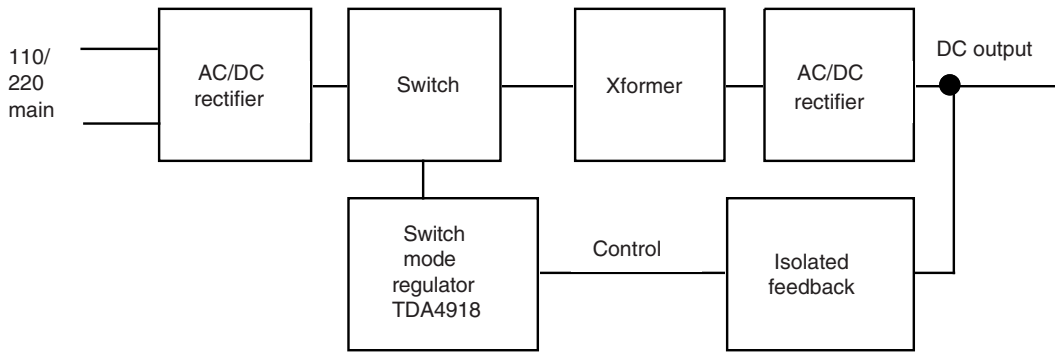 110/
220
main
AC/DC
rectifier
Switch
Xformer
AC/DC
rectifier
DC output
Switch
mode
regulator
TDA4918
Control
Isolated
feedback